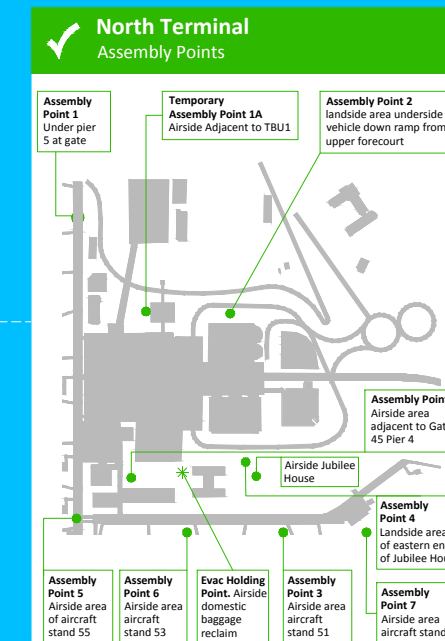 North Terminal
Assembly Points
Assembly
Point 1
Under pier
5 at gate
Temporary
Assembly Point 1A
Airside Adjacent to TBU1
Assembly Point 2
landside area underside
vehicle down ramp from
upper forecourt
Assembly Poin
Airside area
adjacent to Gat
45 Pier 4
Airside Jubilee
House
Assembly
Point 4
Landside area
of eastern en
of Jubilee Hou
Assembly
Point 5
Airside area
of aircraft
stand 55
Assembly
Point 6
Airside area
aircraft
stand 53
Evac Holding
Point. Airside
domestic
baggage
reclaim
Assembly
Point 3
Airside area
aircraft
stand 51
Assembly
Point 7
Airside area
aircraft stand